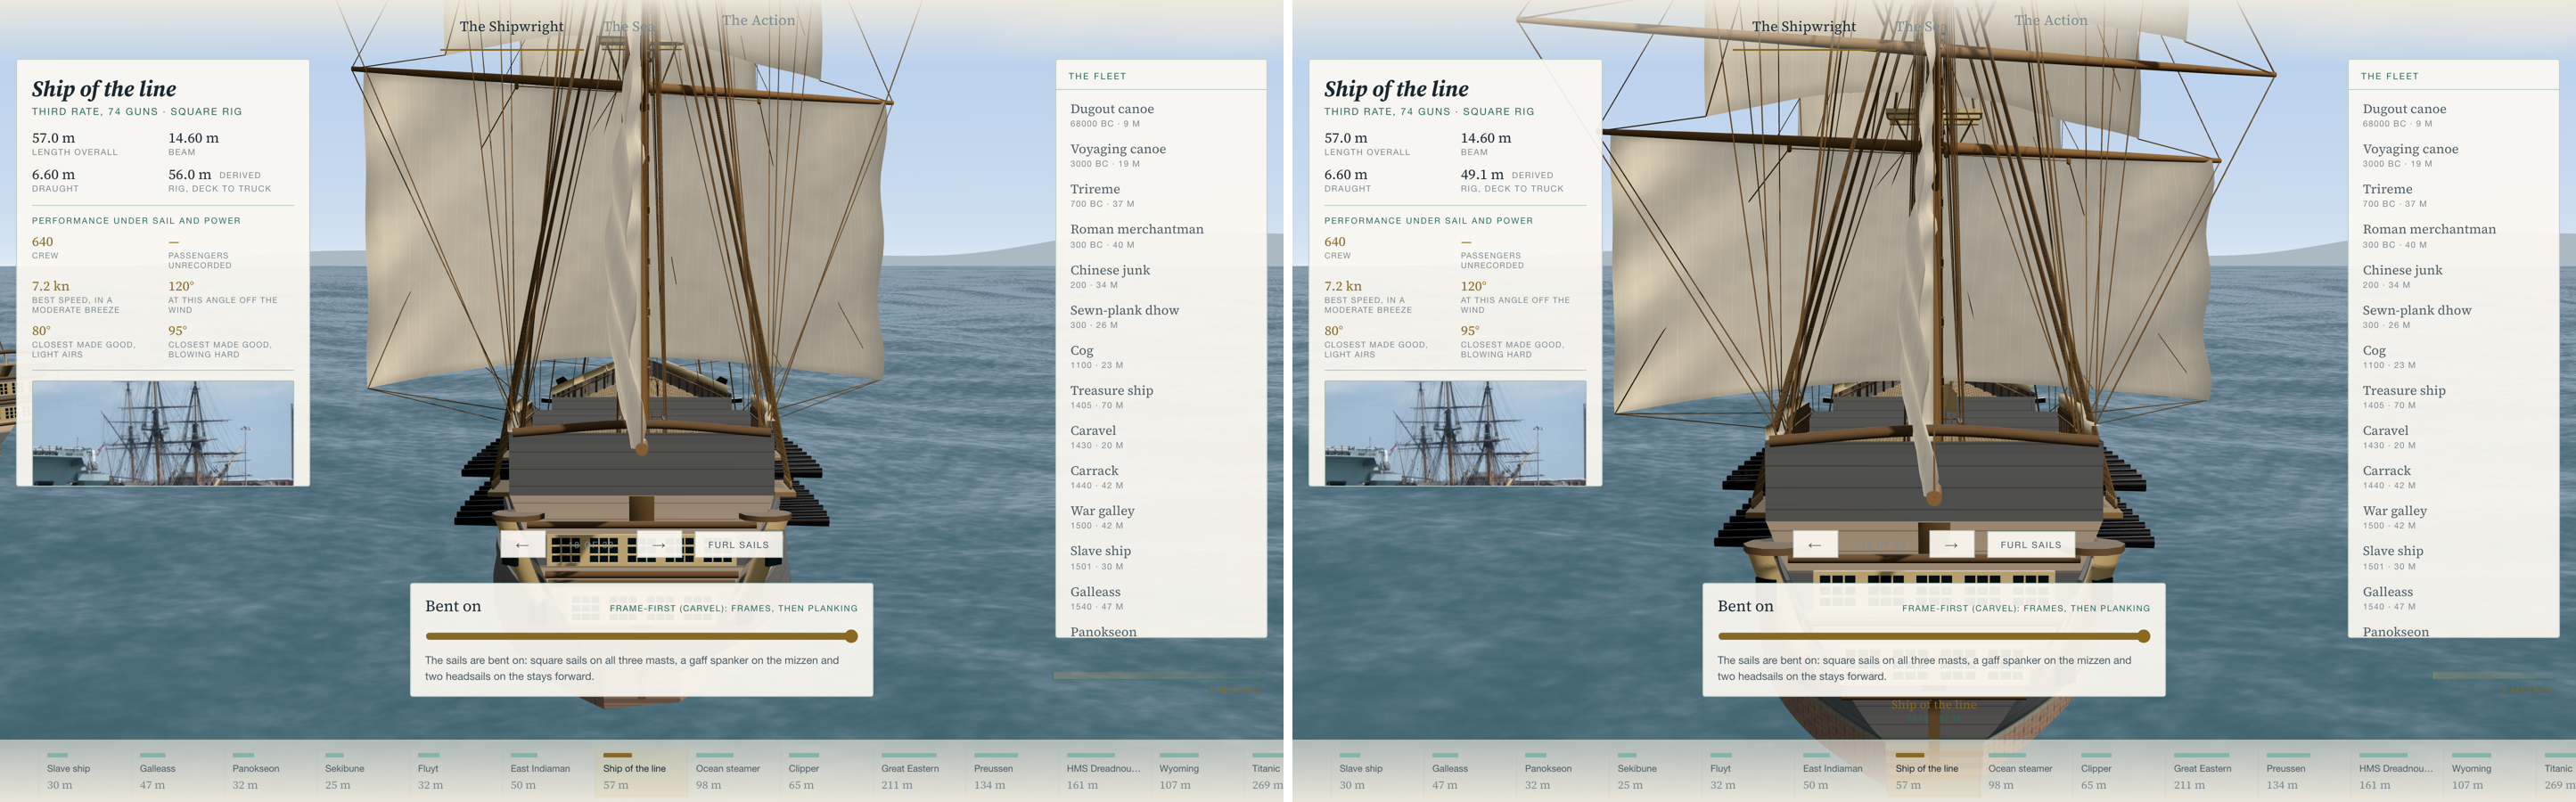 The Shipwright
The Sea
The Action
Ship of the line
THIRD RATE, 74 GUNS · SQUARE RIG
57.0 m
14.60 m
LENGTH OVERALL
BEAM
6.60 m
56.0 m DERIVED
DRAUGHT
RIG, DECK TO TRUCK
PERFORMANCE UNDER SAIL AND POWER
640
—
CREW
PASSENGERS
UNRECORDED
7.2 kn
120°
BEST SPEED, IN A
MODERATE BREEZE
AT THIS ANGLE OFF THE
WIND
80°
95°
CLOSEST MADE GOOD,
LIGHT AIRS
CLOSEST MADE GOOD,
BLOWING HARD
THE FLEET
Dugout canoe
68000 BC · 9 M
Voyaging canoe
3000 BC · 19 M
Trireme
700 BC · 37 M
Roman merchantman
300 BC · 40 M
Chinese junk
200 · 34 M
Sewn-plank dhow
300 · 26 M
Cog
1100 · 23 M
Treasure ship
1405 · 70 M
Caravel
1430 · 20 M
Carrack
1440 · 42 M
War galley
1500 · 42 M
Slave ship
1501 · 30 M
Galleass
1540 · 47 M
Panokseon
← → FURL SAILS
Bent on
FRAME-FIRST (CARVEL): FRAMES, THEN PLANKING
The sails are bent on: square sails on all three masts, a gaff spanker on the mizzen and
two headsails on the stays forward.
Slave ship
30 m
Galleass
47 m
Panokseon
32 m
Sekibune
25 m
Fluyt
32 m
East Indiaman
50 m
Ship of the line
57 m
Ocean steamer
98 m
Clipper
65 m
Great Eastern
211 m
Preussen
134 m
HMS Dreadnou…
161 m
Wyoming
107 m
Titanic
269 m
The Shipwright
The Sea
The Action
Ship of the line
THIRD RATE, 74 GUNS · SQUARE RIG
57.0 m
14.60 m
LENGTH OVERALL
BEAM
6.60 m
49.1 m DERIVED
DRAUGHT
RIG, DECK TO TRUCK
PERFORMANCE UNDER SAIL AND POWER
640
—
CREW
PASSENGERS
UNRECORDED
7.2 kn
120°
BEST SPEED, IN A
MODERATE BREEZE
AT THIS ANGLE OFF THE
WIND
80°
95°
CLOSEST MADE GOOD,
LIGHT AIRS
CLOSEST MADE GOOD,
BLOWING HARD
THE FLEET
Dugout canoe
68000 BC · 9 M
Voyaging canoe
3000 BC · 19 M
Trireme
700 BC · 37 M
Roman merchantman
300 BC · 40 M
Chinese junk
200 · 34 M
Sewn-plank dhow
300 · 26 M
Cog
1100 · 23 M
Treasure ship
1405 · 70 M
Caravel
1430 · 20 M
Carrack
1440 · 42 M
War galley
1500 · 42 M
Slave ship
1501 · 30 M
Galleass
1540 · 47 M
Panokseon
← → FURL SAILS
Bent on
FRAME-FIRST (CARVEL): FRAMES, THEN PLANKING
The sails are bent on: square sails on all three masts, a gaff spanker on the mizzen and
two headsails on the stays forward.
Ship of the line
Slave ship
30 m
Galleass
47 m
Panokseon
32 m
Sekibune
25 m
Fluyt
32 m
East Indiaman
50 m
Ship of the line
57 m
Ocean steamer
98 m
Clipper
65 m
Great Eastern
211 m
Preussen
134 m
HMS Dreadnou…
161 m
Wyoming
107 m
Titanic
269 m